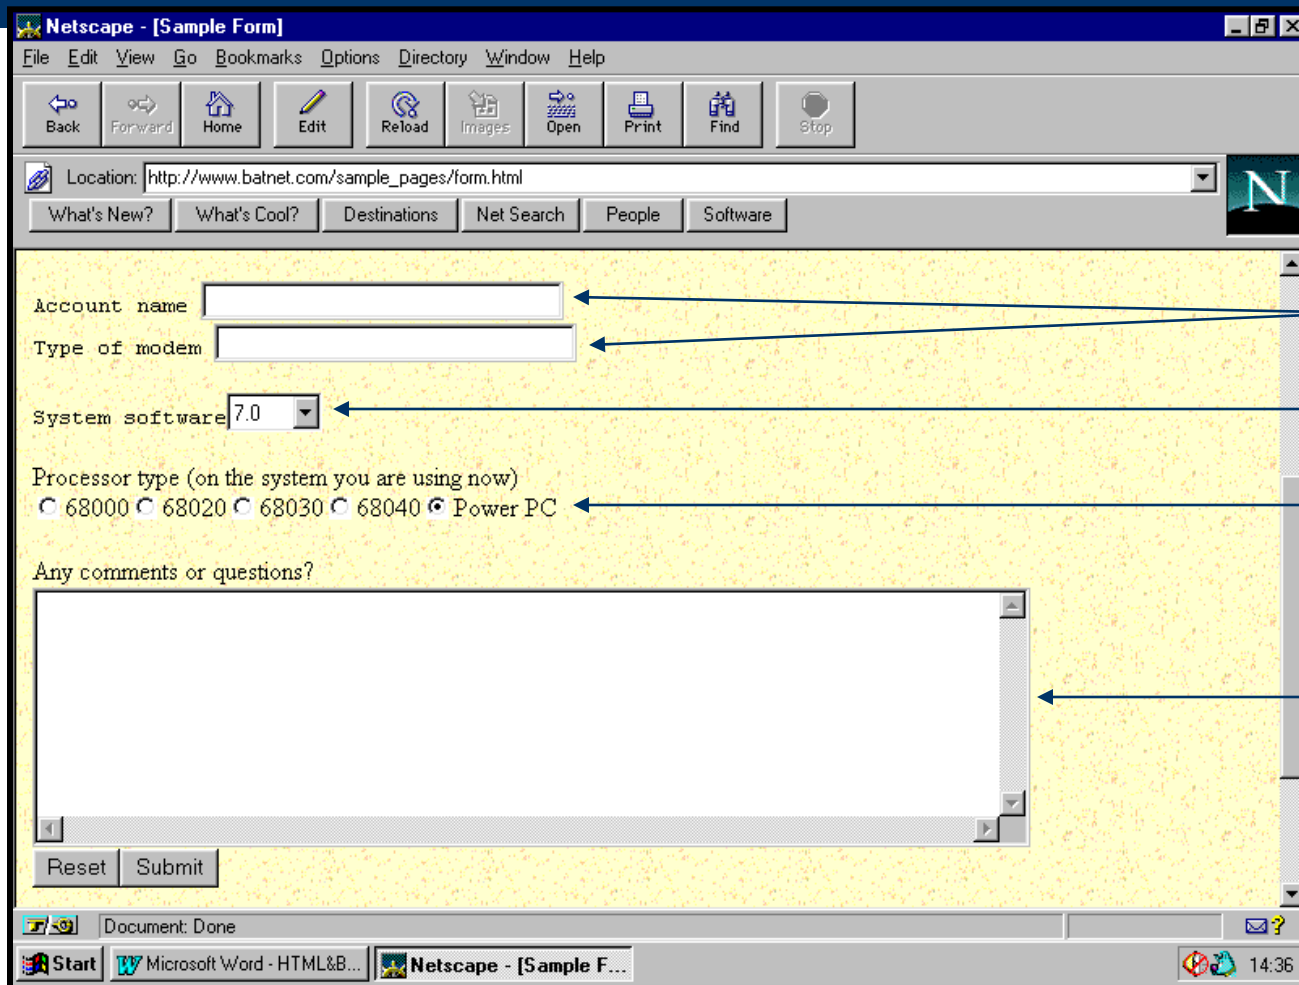 Netscape - [Sample Form]
File Edit View Go Bookmarks Options Directory Window Help
Back Forward Home Edit Reload Images Open Print Find Stop
Location: http://www.batnet.com/sample_pages/form.html
N
What's New? What's Cool? Destinations Net Search People Software
Account name
Type of modem
System software 7.0
Processor type (on the system you are using now)
68000 68020 68030 68040 Power PC
Any comments or questions?
Reset Submit
Document: Done
Start Microsoft Word - HTML&B... Netscape - [Sample F... 14:36